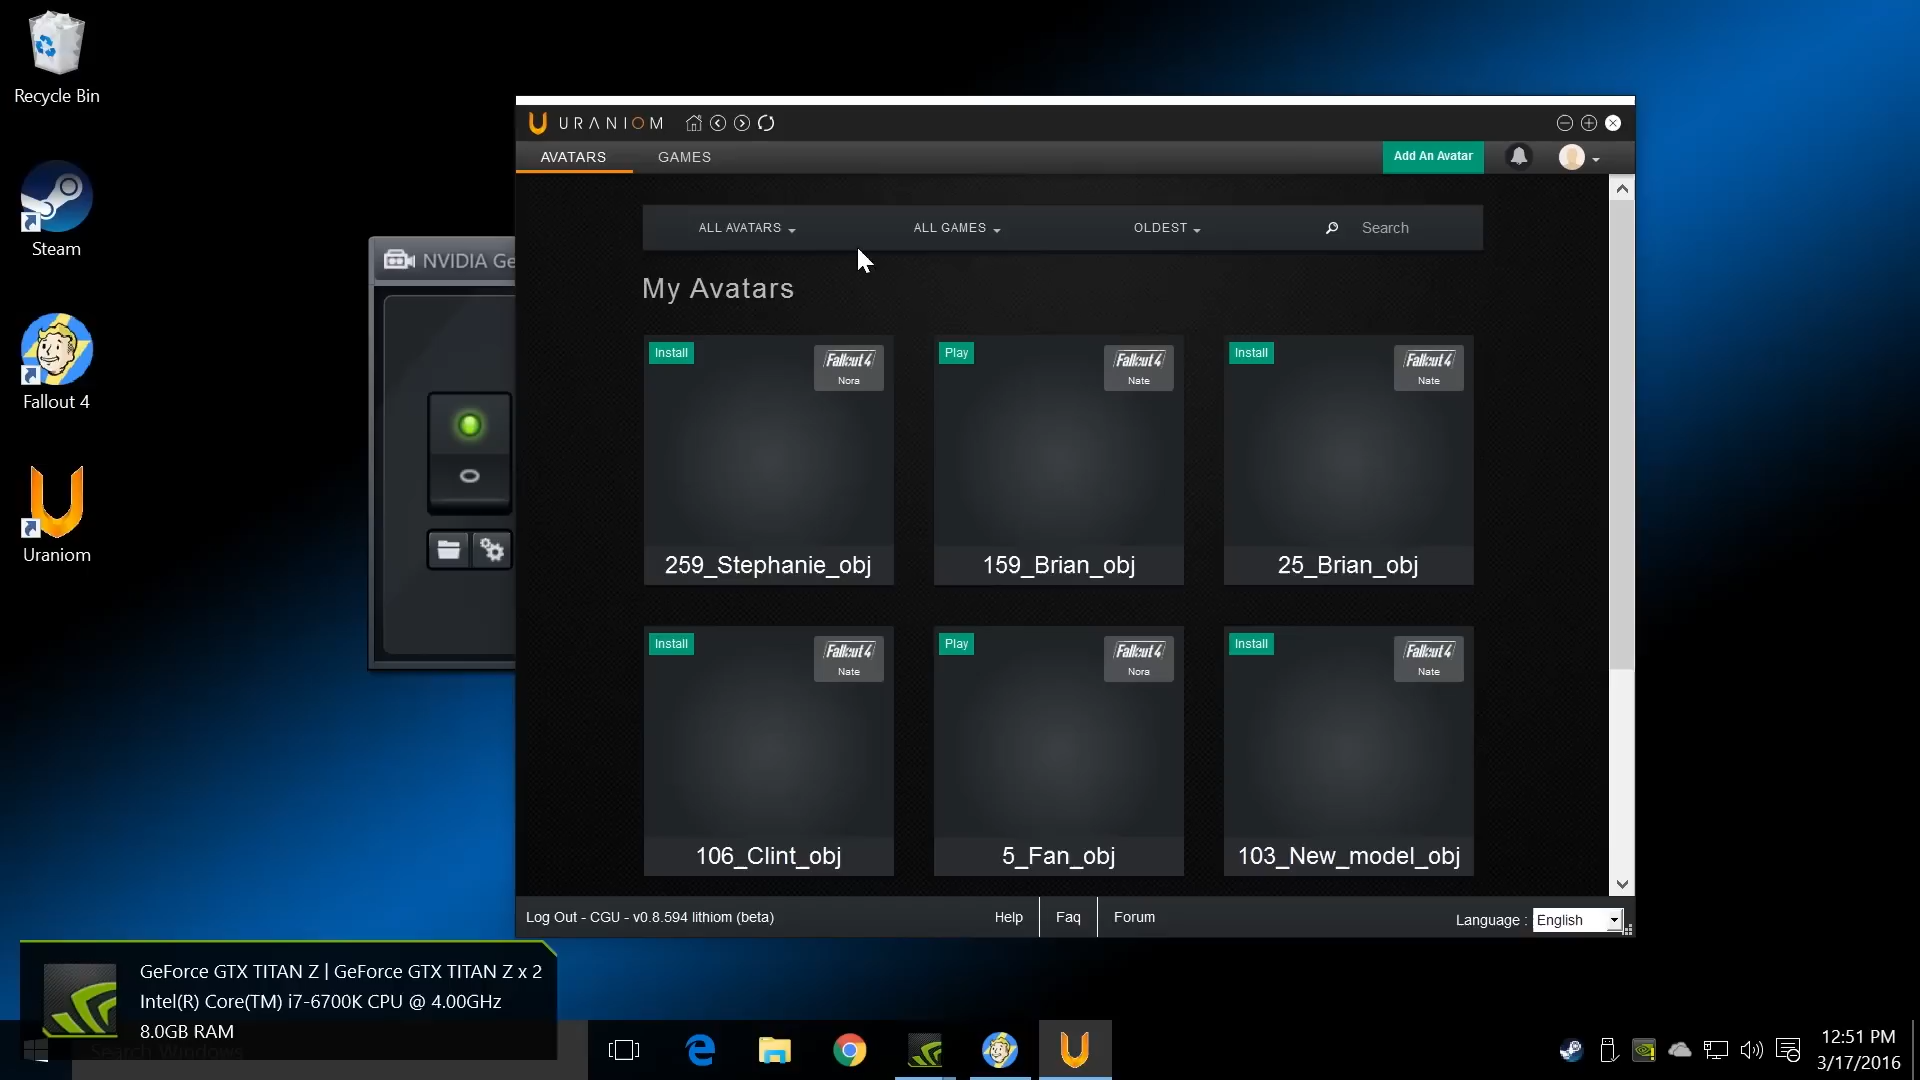 Recycle Bin
Steam
Fallout 4
Uraniom
NVIDIA Ge
URANIOM
AVATARS
GAMES
Add An Avatar
ALL AVATARS
ALL GAMES
OLDEST
Search
My Avatars
Install
Fallout 4
Nora
259_Stephanie_obj
Play
Fallout 4
Nate
159_Brian_obj
Install
Fallout 4
Nate
25_Brian_obj
Install
Fallout 4
Nate
106_Clint_obj
Play
Fallout 4
Nora
5_Fan_obj
Install
Fallout 4
Nate
103_New_model_obj
Log Out - CGU - v0.8.594 lithiom (beta)
Help
Faq
Forum
Language : English
GeForce GTX TITAN Z | GeForce GTX TITAN Z x 2
Intel(R) Core(TM) i7-6700K CPU @ 4.00GHz
8.0GB RAM
Search Windows
12:51 PM
3/17/2016